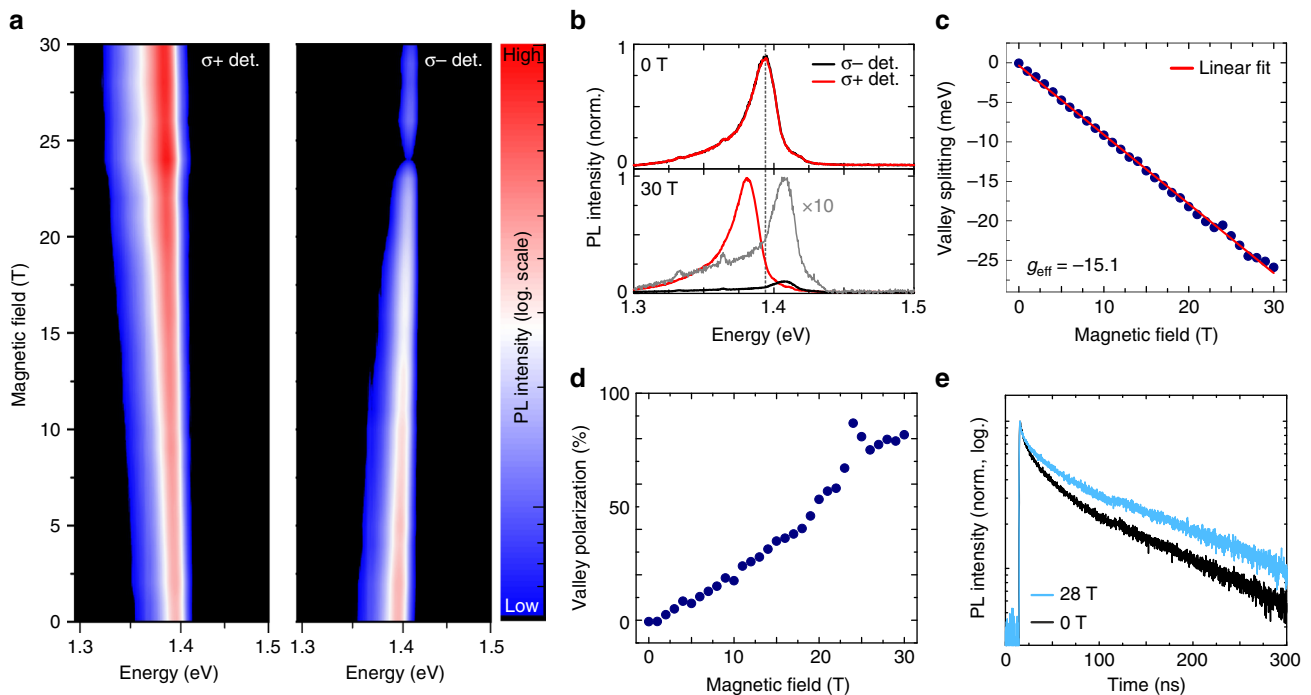 a
30
25
20
15
10
5
0
Magnetic field (T)
σ+ det.
σ− det.
1.3
1.4
1.5
Energy (eV)
1.3
1.4
1.5
Energy (eV)
High
PL intensity (log. scale)
Low
b
1
0 T
σ− det.
σ+ det.
0
1
30 T
×10
0
PL intensity (norm.)
1.3
1.4
1.5
Energy (eV)
c
0
−5
−10
−15
−20
−25
Valley splitting (meV)
Linear fit
geff = −15.1
0
10
20
30
Magnetic field (T)
d
100
50
0
Valley polarization (%)
0
10
20
30
Magnetic field (T)
e
PL intensity (norm., log.)
28 T
0 T
0
100
200
300
Time (ns)